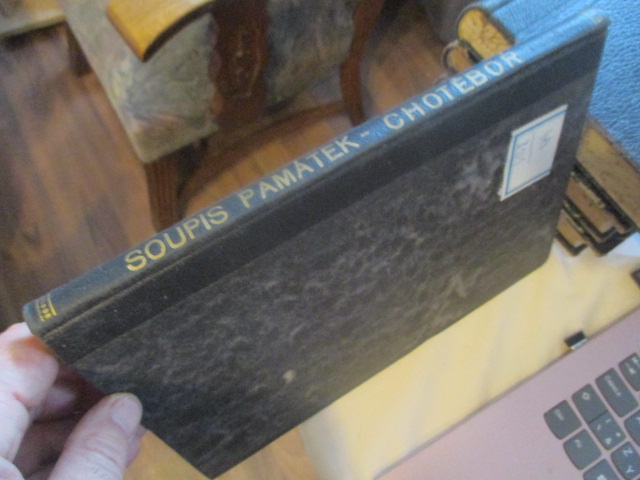 SOUPIS PAMÁTEK - CHOTĚBOŘ